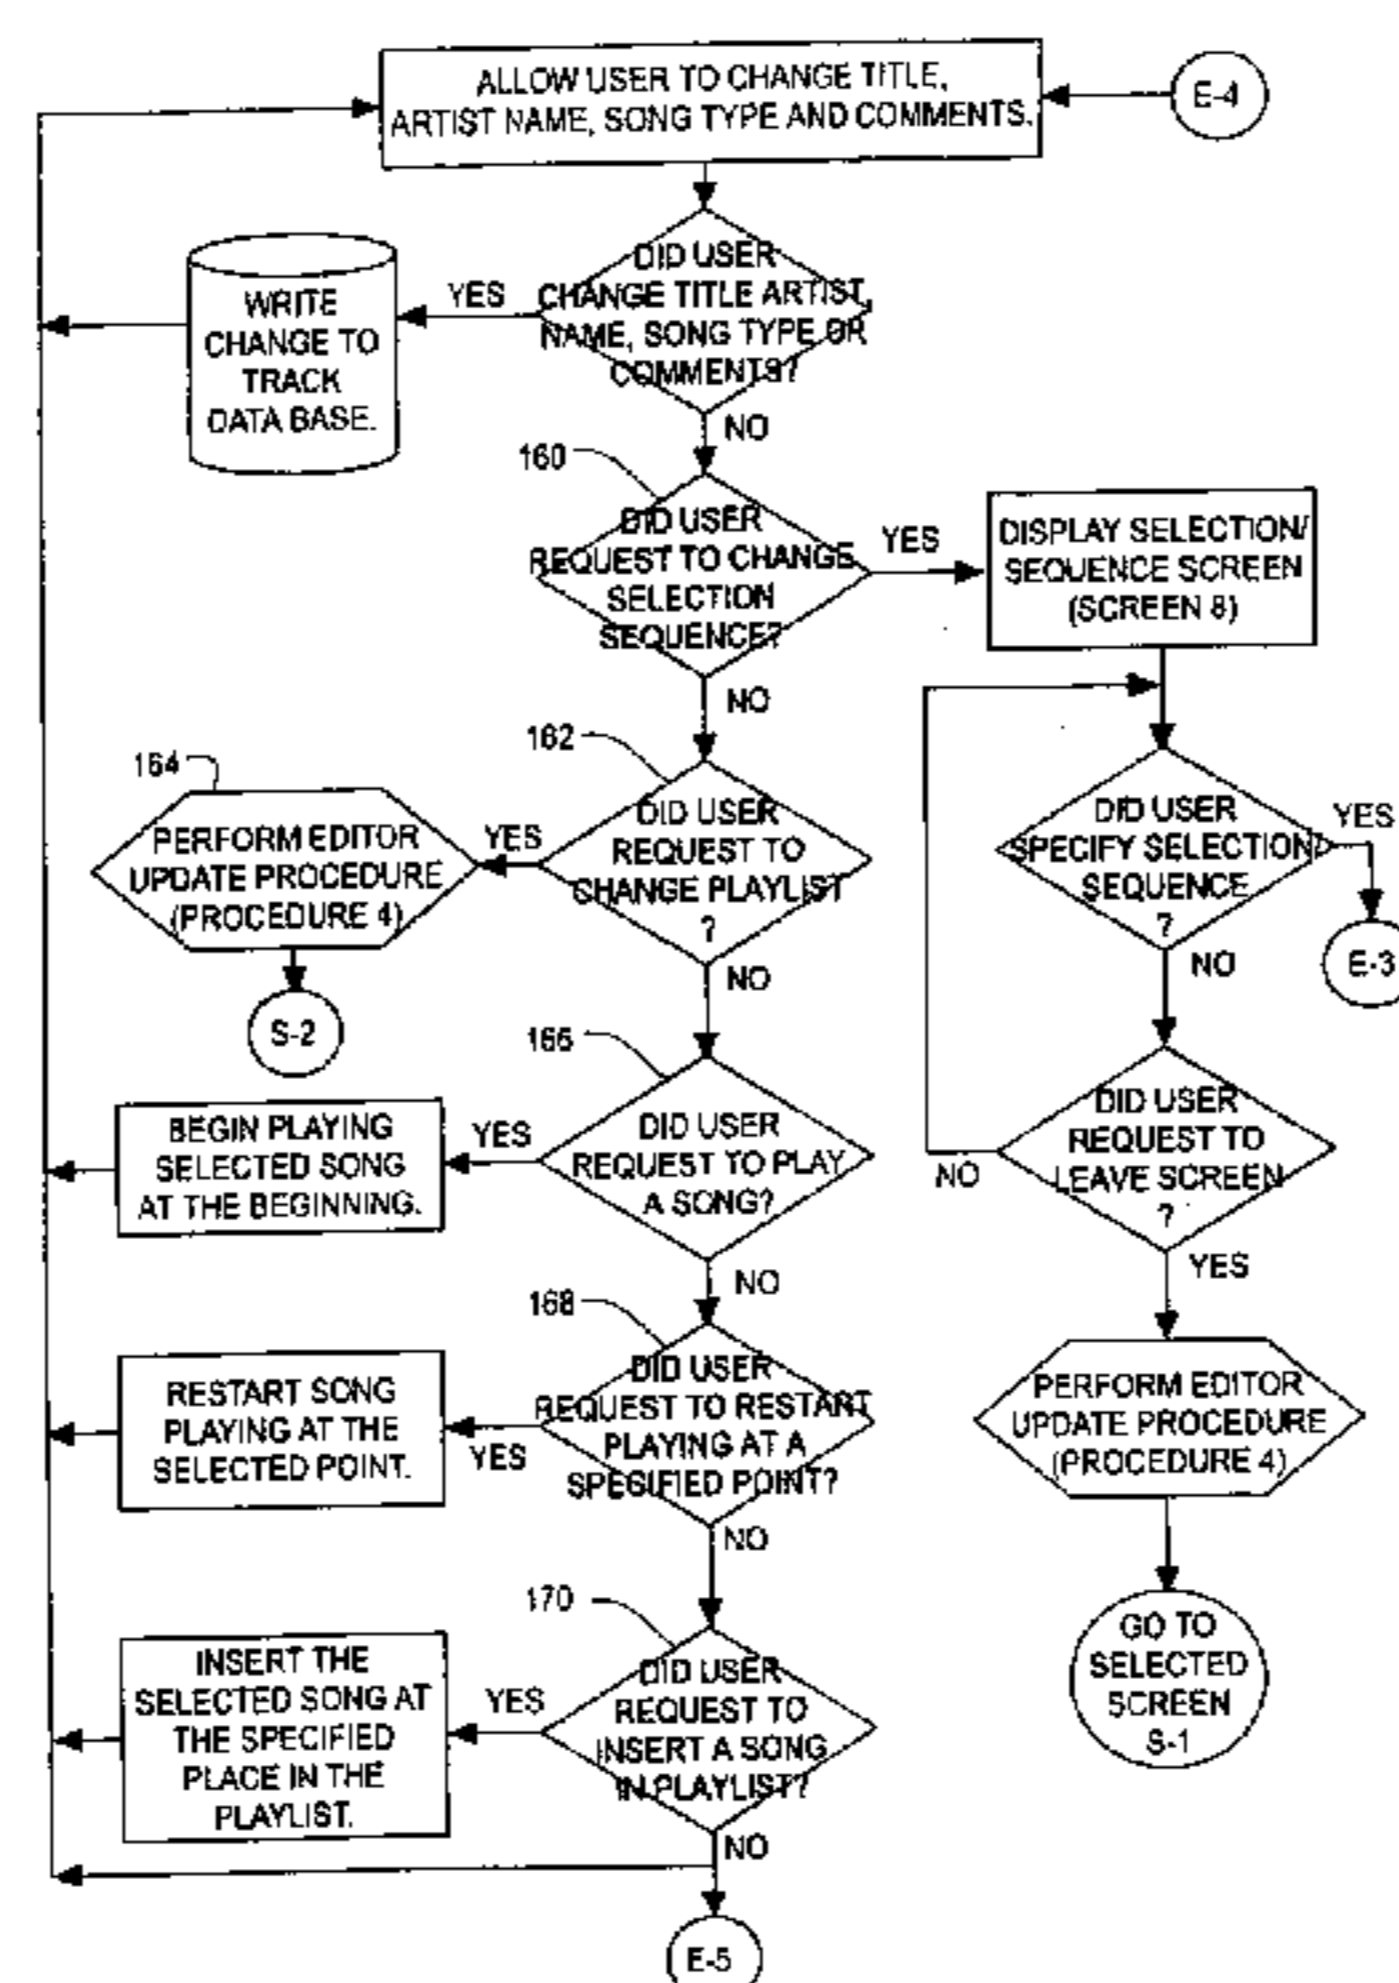 ALLOW USER TO CHANGE TITLE,
ARTIST NAME, SONG TYPE AND COMMENTS.
E-4
DID USER
CHANGE TITLE ARTIST,
NAME, SONG TYPE OR
COMMENTS?
YES
WRITE
CHANGE TO
TRACK
DATA BASE.
NO
160
DID USER
REQUEST TO CHANGE
SELECTION
SEQUENCE?
YES
DISPLAY SELECTION/
SEQUENCE SCREEN
(SCREEN 8)
NO
162
DID USER
REQUEST TO
CHANGE PLAYLIST
?
YES
164
PERFORM EDITOR
UPDATE PROCEDURE
(PROCEDURE 4)
S-2
DID USER
SPECIFY SELECTION/
SEQUENCE
?
YES
E-3
NO
NO
166
DID USER
REQUEST TO PLAY
A SONG?
YES
BEGIN PLAYING
SELECTED SONG
AT THE BEGINNING.
DID USER
REQUEST TO
LEAVE SCREEN
?
NO
YES
NO
168
DID USER
REQUEST TO RESTART
PLAYING AT A
SPECIFIED POINT?
YES
RESTART SONG
PLAYING AT THE
SELECTED POINT.
PERFORM EDITOR
UPDATE PROCEDURE
(PROCEDURE 4)
NO
170
DID USER
REQUEST TO
INSERT A SONG
IN PLAYLIST?
YES
INSERT THE
SELECTED SONG AT
THE SPECIFIED
PLACE IN THE
PLAYLIST.
GO TO
SELECTED
SCREEN
S-1
NO
E-5